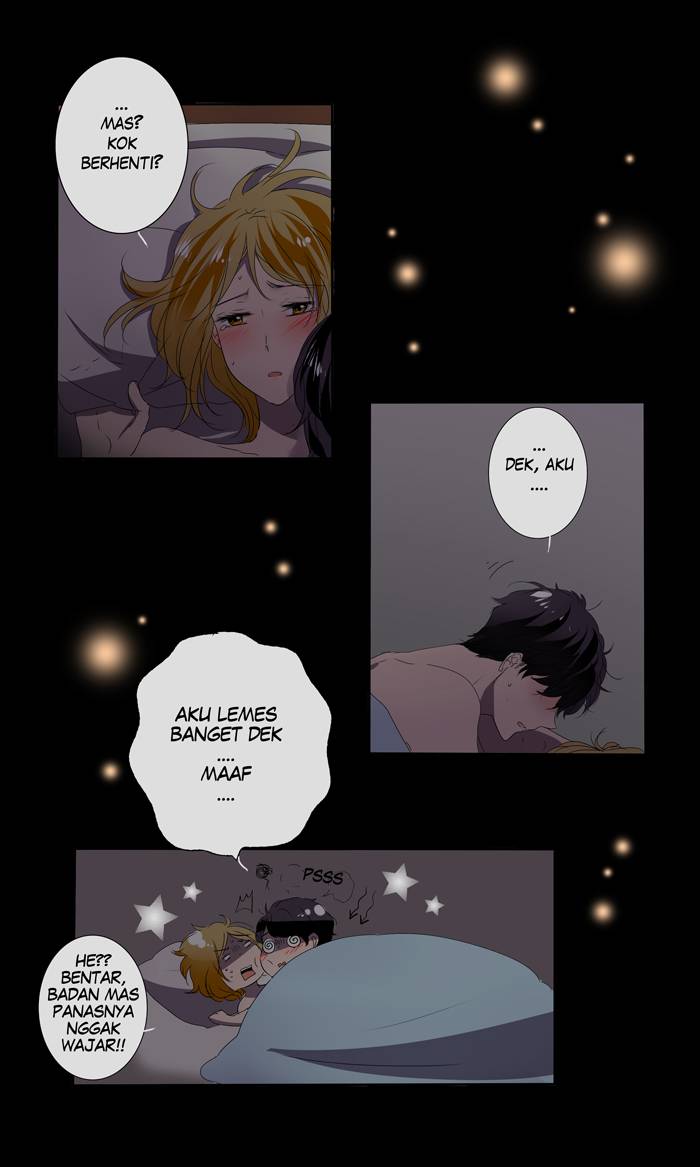 ...
MAS?
KOK
BERHENTI?
...
DEK, AKU
....
AKU LEMES
BANGET DEK
....
MAAF
....
PSSS
HE??
BENTAR,
BADAN MAS
PANASNYA
NGGAK
WAJAR!!